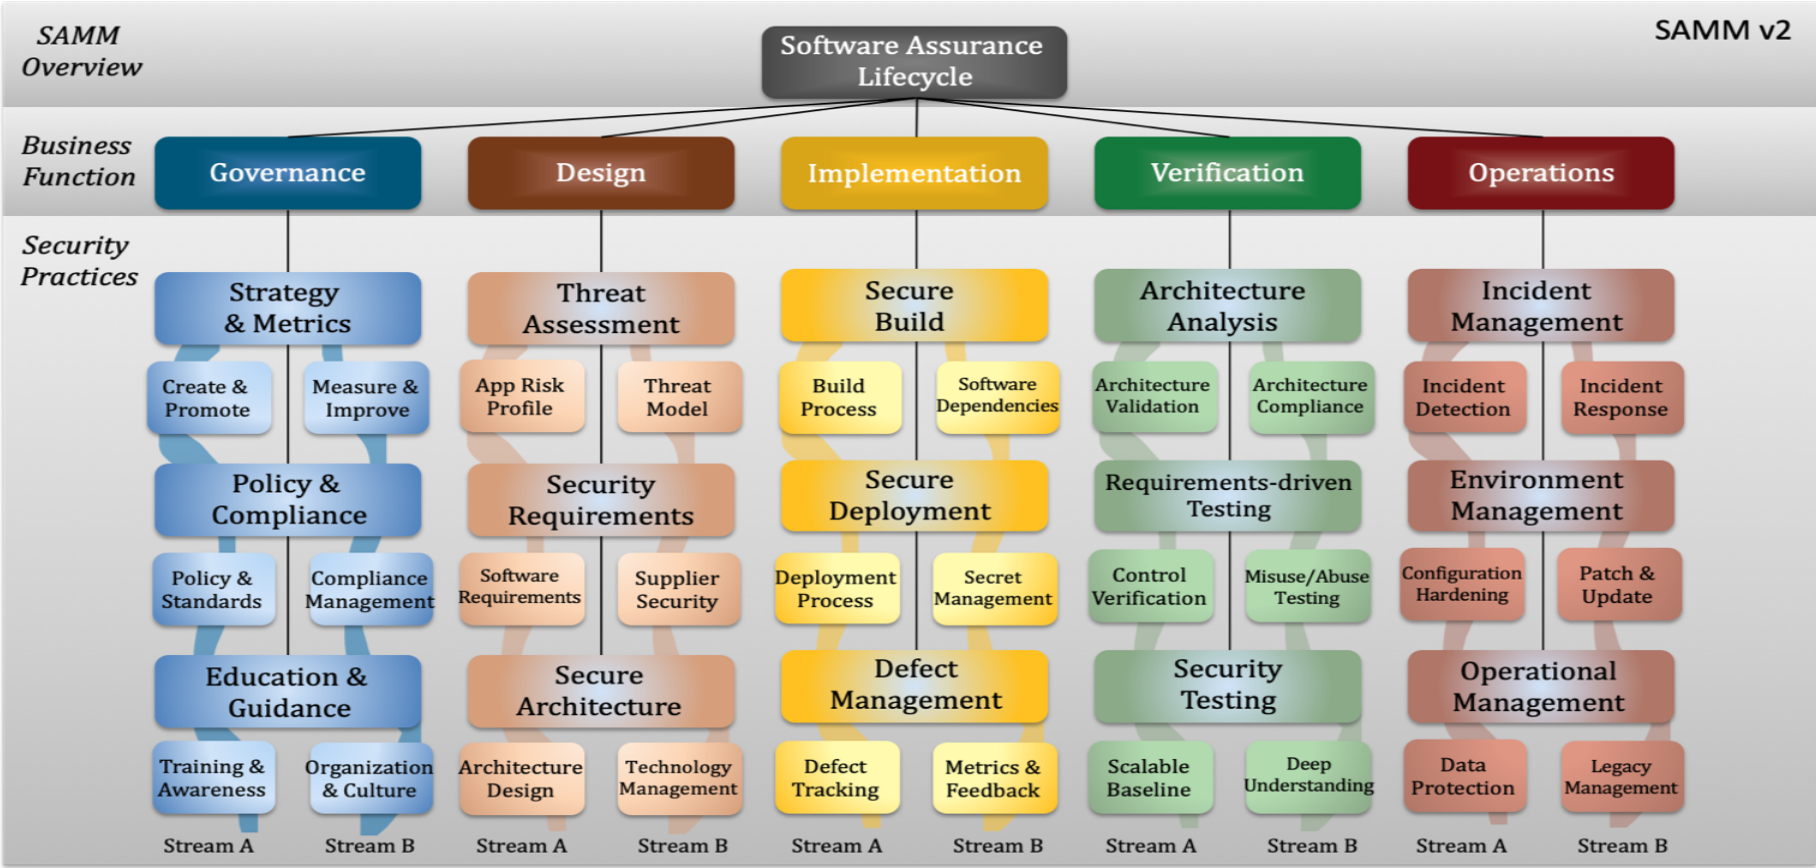 SAMM
Overview
Software Assurance
Lifecycle
SAMM v2
Business
Function
Governance
Design
Implementation
Verification
Operations
Security
Practices
Strategy
& Metrics
Threat
Assessment
Secure
Build
Architecture
Analysis
Incident
Management
Create &
Promote
Measure &
Improve
App Risk
Profile
Threat
Model
Build
Process
Software
Dependencies
Architecture
Validation
Architecture
Compliance
Incident
Detection
Incident
Response
Policy &
Compliance
Security
Requirements
Secure
Deployment
Requirements-driven
Testing
Environment
Management
Policy &
Standards
Compliance
Management
Software
Requirements
Supplier
Security
Deployment
Process
Secret
Management
Control
Verification
Misuse/Abuse
Testing
Configuration
Hardening
Patch &
Update
Education &
Guidance
Secure
Architecture
Defect
Management
Security
Testing
Operational
Management
Training &
Awareness
Organization
& Culture
Architecture
Design
Technology
Management
Defect
Tracking
Metrics &
Feedback
Scalable
Baseline
Deep
Understanding
Data
Protection
Legacy
Management
Stream A
Stream B
Stream A
Stream B
Stream A
Stream B
Stream A
Stream B
Stream A
Stream B